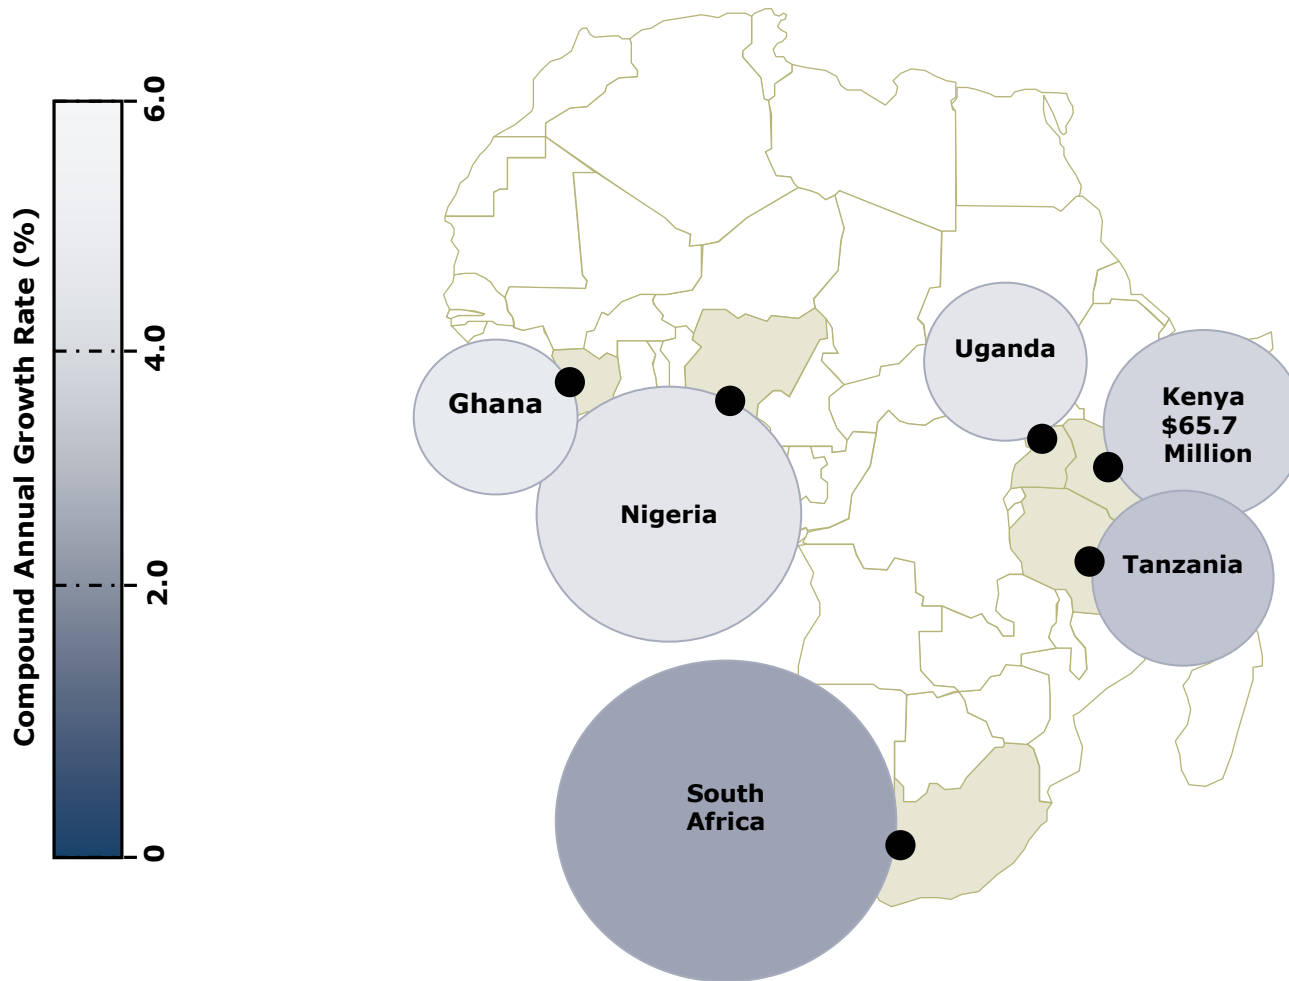 Compound Annual Growth Rate (%)
6.0
4.0
2.0
0
Ghana
Nigeria
Uganda
Kenya
$65.7
Million
Tanzania
South
Africa